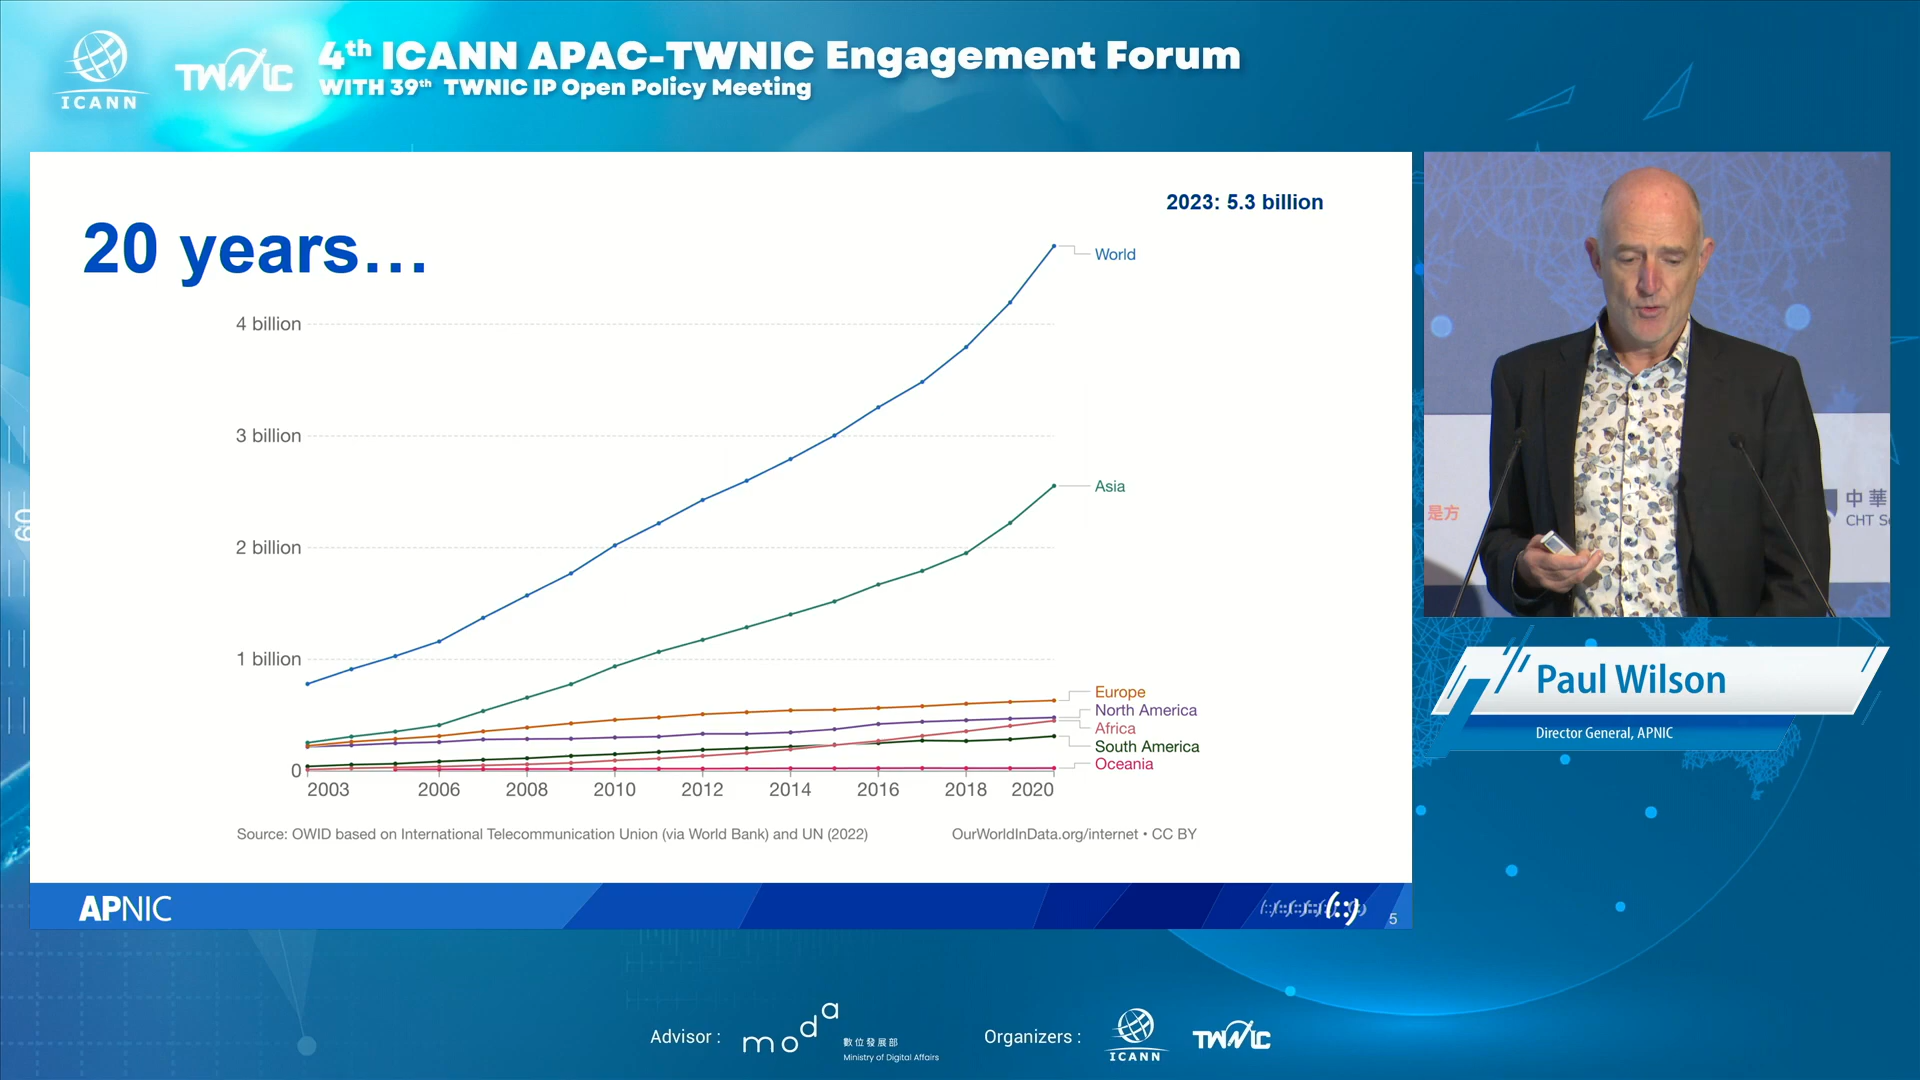 4th ICANN APAC-TWNIC Engagement Forum
WITH 39th TWNIC IP Open Policy Meeting
ICANN
TWNIC
20 years…
2023: 5.3 billion
World
4 billion
3 billion
Asia
2 billion
1 billion
Europe
North America
Africa
South America
Oceania
0
2003 2006 2008 2010 2012 2014 2016 2018 2020
Source: OWID based on International Telecommunication Union (via World Bank) and UN (2022)
OurWorldInData.org/internet • CC BY
APNIC
(::)
5
是方
中華
CHT S
Paul Wilson
Director General, APNIC
Advisor :
moda
數位發展部
Ministry of Digital Affairs
Organizers :
ICANN
TWNIC